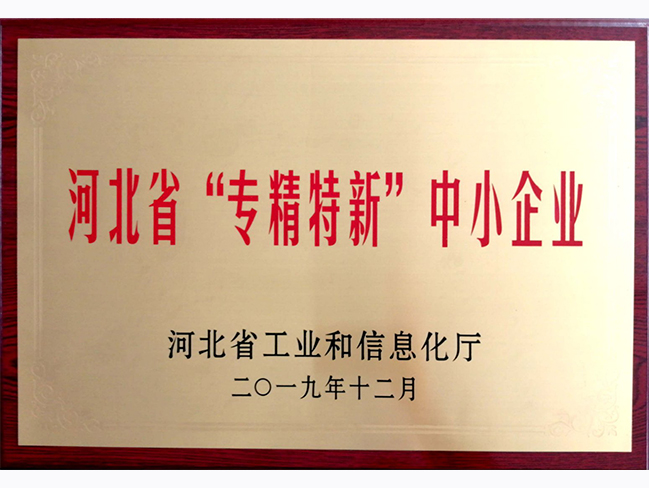 河北省“专精特新”中小企业
河北省工业和信息化厅
二〇一九年十二月